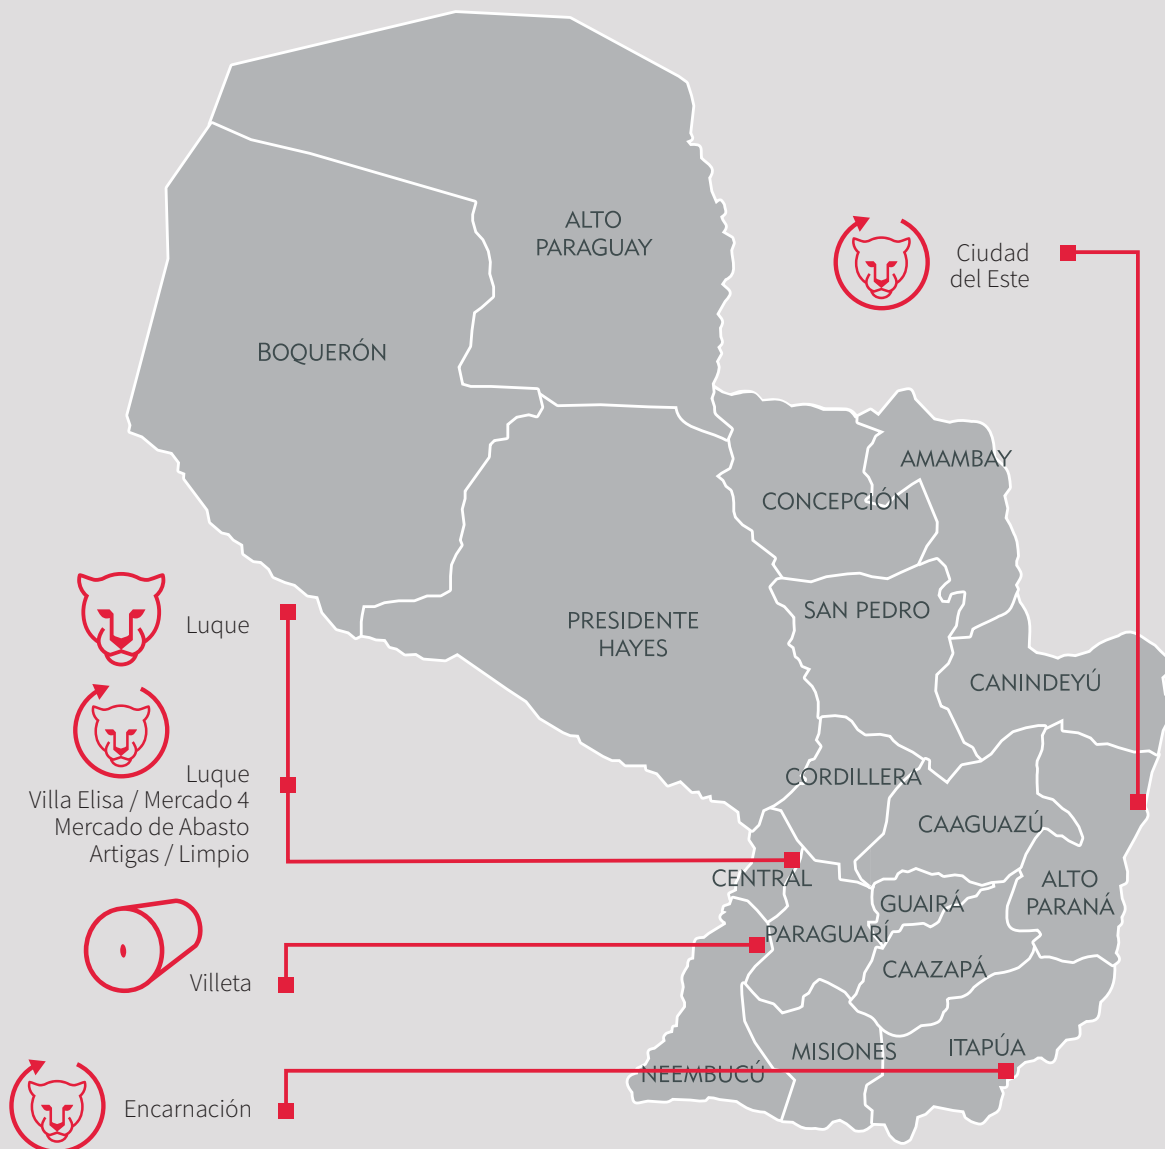 ALTO
PARAGUAY
Ciudad
del Este
BOQUERÓN
AMAMBAY
CONCEPCIÓN
SAN PEDRO
PRESIDENTE
HAYES
Luque
CANINDEYÚ
Luque
Villa Elisa / Mercado 4
Mercado de Abasto
Artigas / Limpio
CORDILLERA
CAAGUAZÚ
CENTRAL
ALTO
PARANÁ
GUAIRÁ
PARAGUARÍ
CAAZAPÁ
Villeta
ITAPÚA
MISIONES
NEEMBUCÚ
Encarnación